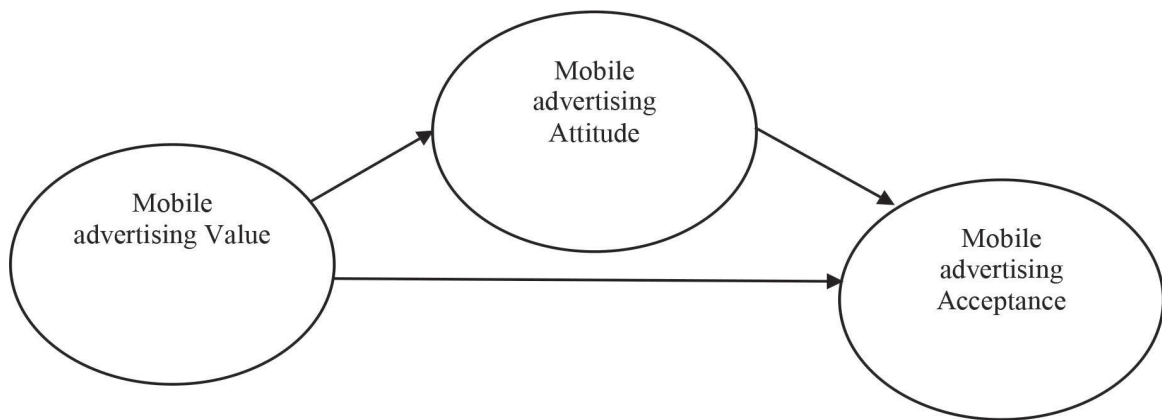 Mobile
advertising
Attitude
Mobile
advertising Value
Mobile
advertising
Acceptance